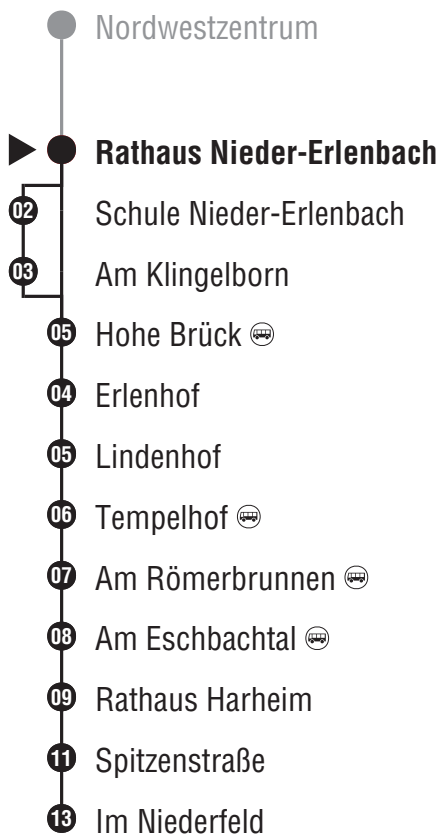 Nordwestzentrum
Rathaus Nieder-Erlenbach
02 Schule Nieder-Erlenbach
03 Am Klingelborn
05 Hohe Brück
04 Erlenhof
05 Lindenhof
06 Tempelhof
07 Am Römerbrunnen
08 Am Eschbachtal
09 Rathaus Harheim
11 Spitzenstraße
13 Im Niederfeld